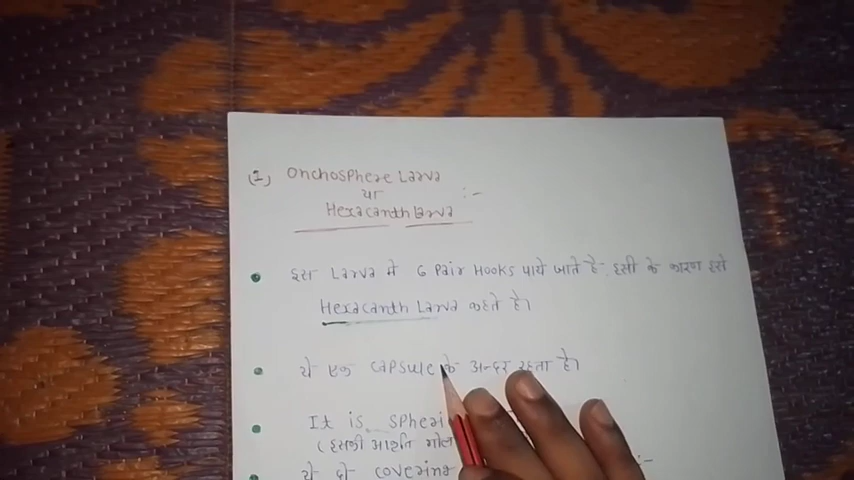 (1) Onchosphere Larva
या :-
Hexacanth Larva
इस Larva में 6 Pair Hooks पाये जाते है, इसी के कारण इसे
Hexacanth Larva कहते है।
ये एक Capsule के अन्दर रहता है।
It is Spheri
(इसकी आकृति गोल
ये दो Covering :-